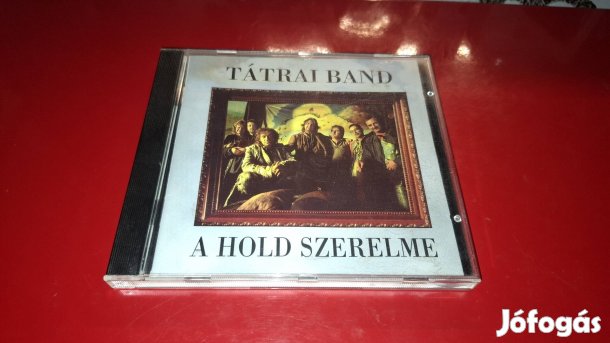 TÁTRAI BAND
A HOLD SZERELME
Jófogás